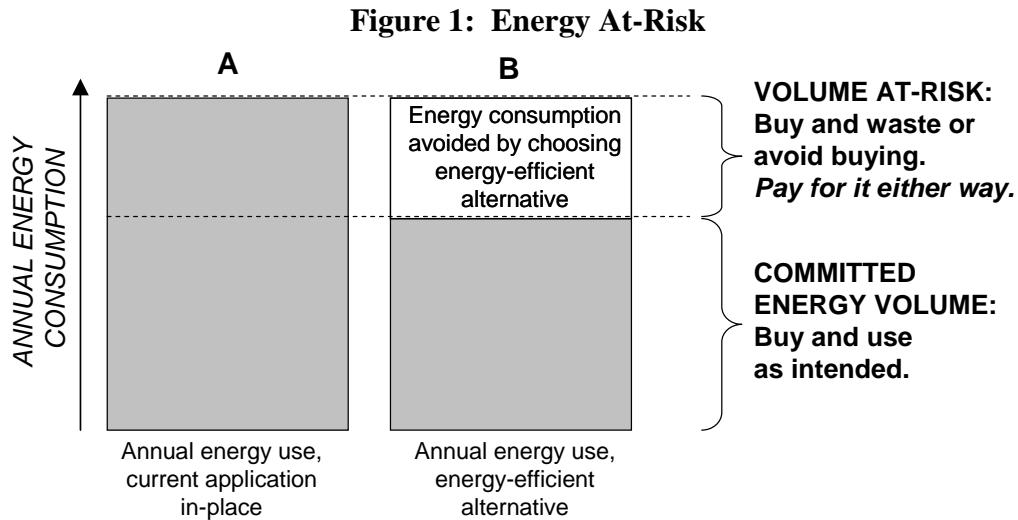 Figure 1:  Energy At-Risk
A
B
ANNUAL ENERGY
CONSUMPTION
Energy consumption
avoided by choosing
energy-efficient
alternative
VOLUME AT-RISK:
Buy and waste or
avoid buying.
Pay for it either way.
COMMITTED
ENERGY VOLUME:
Buy and use
as intended.
Annual energy use,
current application
in-place
Annual energy use,
energy-efficient
alternative